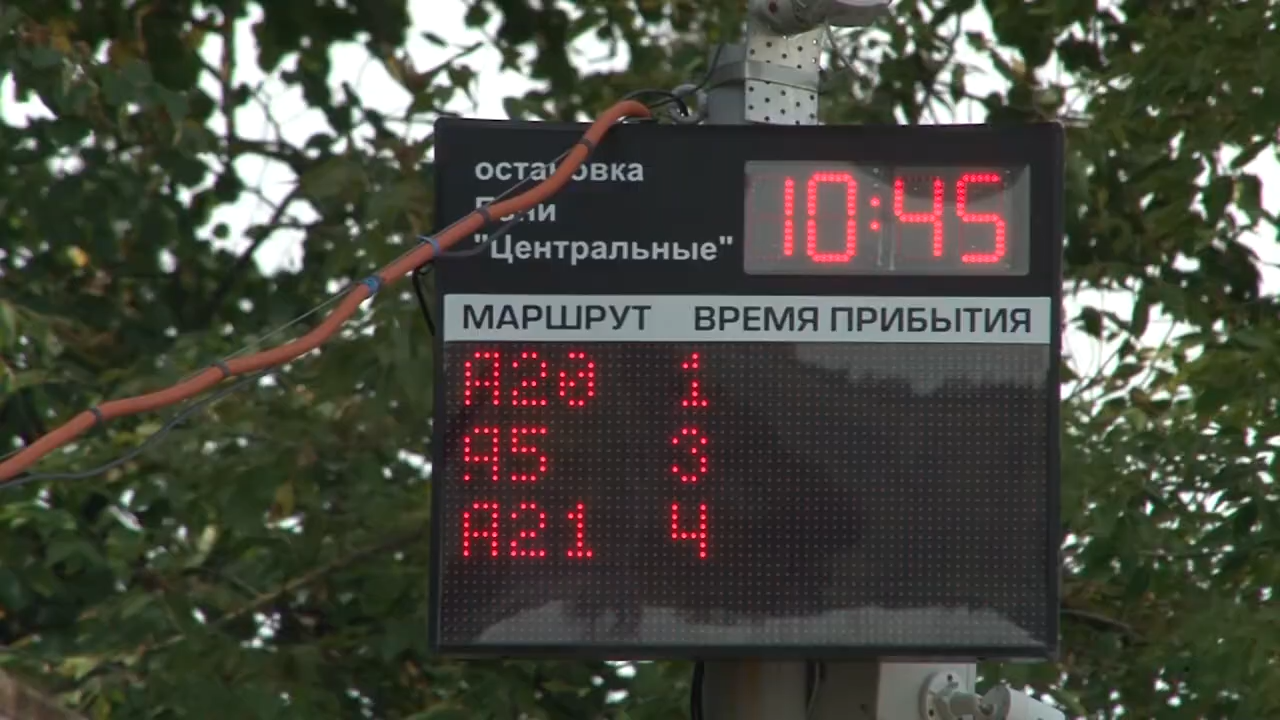 остановка
"Центральные"
10:45
МАРШРУТ ВРЕМЯ ПРИБЫТИЯ
А20 1
А5 3
А21 4